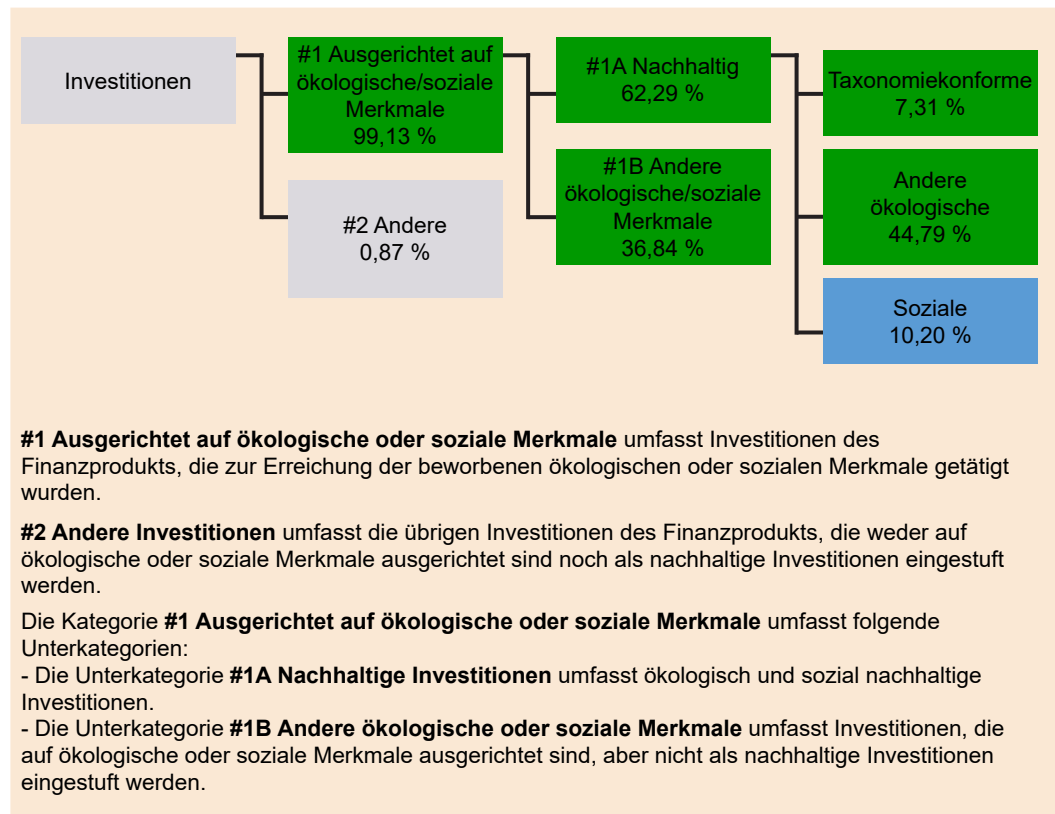 Investitionen
#1 Ausgerichtet auf
ökologische/soziale
Merkmale
99,13 %
#2 Andere
0,87 %
#1A Nachhaltig
62,29 %
#1B Andere
ökologische/soziale
Merkmale
36,84 %
Taxonomiekonforme
7,31 %
Andere
ökologische
44,79 %
Soziale
10,20 %
#1 Ausgerichtet auf ökologische oder soziale Merkmale umfasst Investitionen des
Finanzprodukts, die zur Erreichung der beworbenen ökologischen oder sozialen Merkmale getätigt
wurden.
#2 Andere Investitionen umfasst die übrigen Investitionen des Finanzprodukts, die weder auf
ökologische oder soziale Merkmale ausgerichtet sind noch als nachhaltige Investitionen eingestuft
werden.
Die Kategorie #1 Ausgerichtet auf ökologische oder soziale Merkmale umfasst folgende
Unterkategorien:
- Die Unterkategorie #1A Nachhaltige Investitionen umfasst ökologisch und sozial nachhaltige
Investitionen.
- Die Unterkategorie #1B Andere ökologische oder soziale Merkmale umfasst Investitionen, die
auf ökologische oder soziale Merkmale ausgerichtet sind, aber nicht als nachhaltige Investitionen
eingestuft werden.